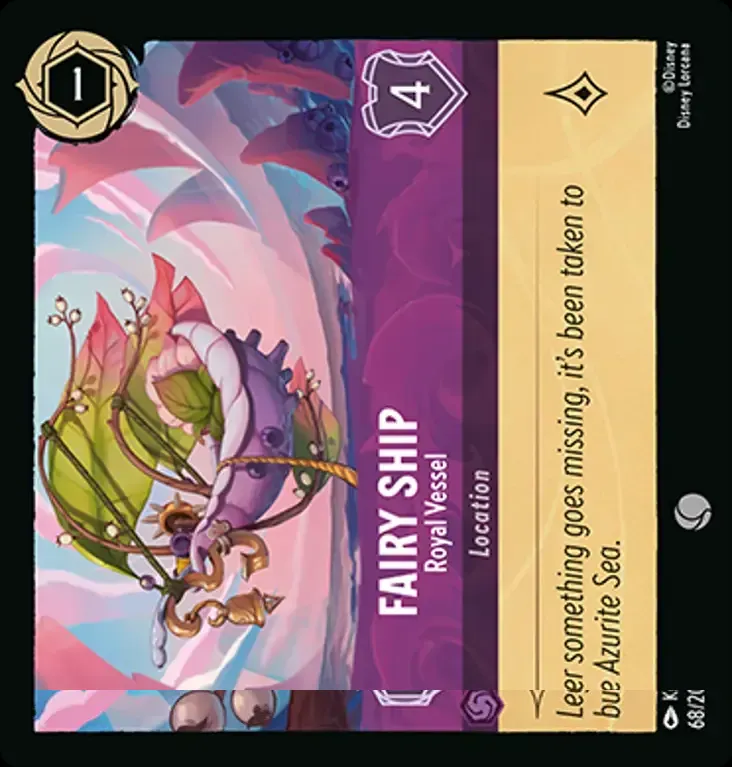 1
FAIRY SHIP
4
Royal Vessel
Location
Leer something goes missing, it's been taken to
bue Azurite Sea.
K
©Disney
68/2
Disney Lorcana